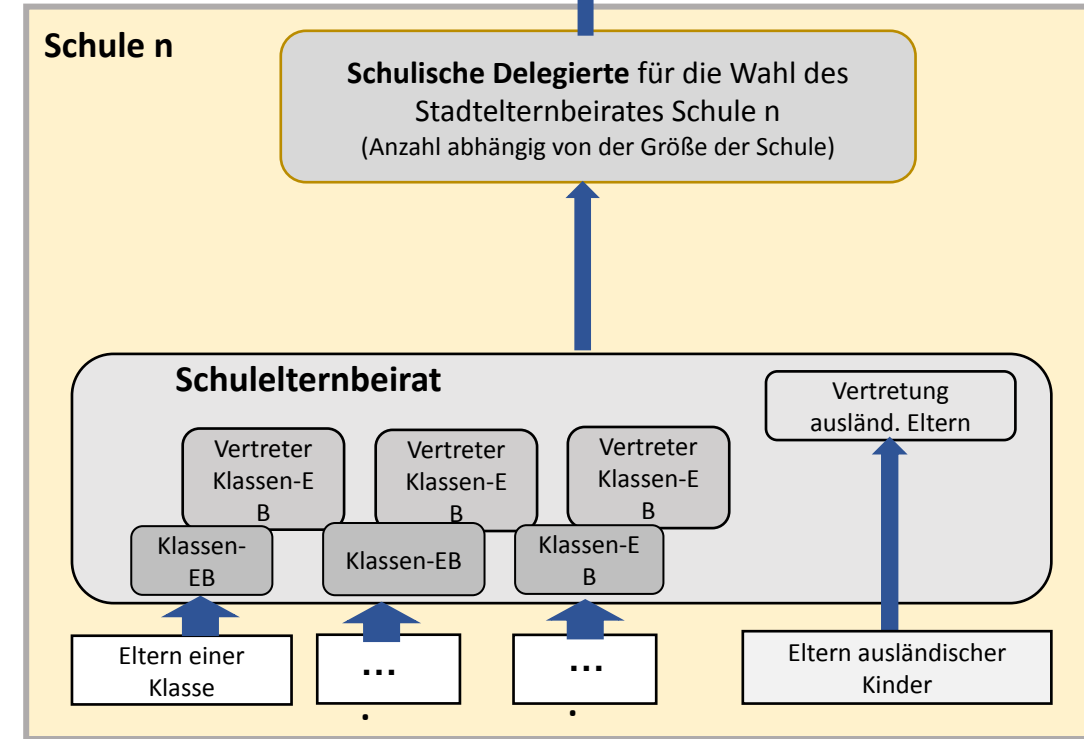 Schule n
Schulische Delegierte für die Wahl des
Stadtelternbeirates Schule n
(Anzahl abhängig von der Größe der Schule)
Schulelternbeirat
Vertretung
ausländ. Eltern
Vertreter
Klassen-E
B
Vertreter
Klassen-E
B
Vertreter
Klassen-E
B
Klassen-
EB
Klassen-EB
Klassen-E
B
Eltern einer
Klasse
...
.
...
.
Eltern ausländischer
Kinder